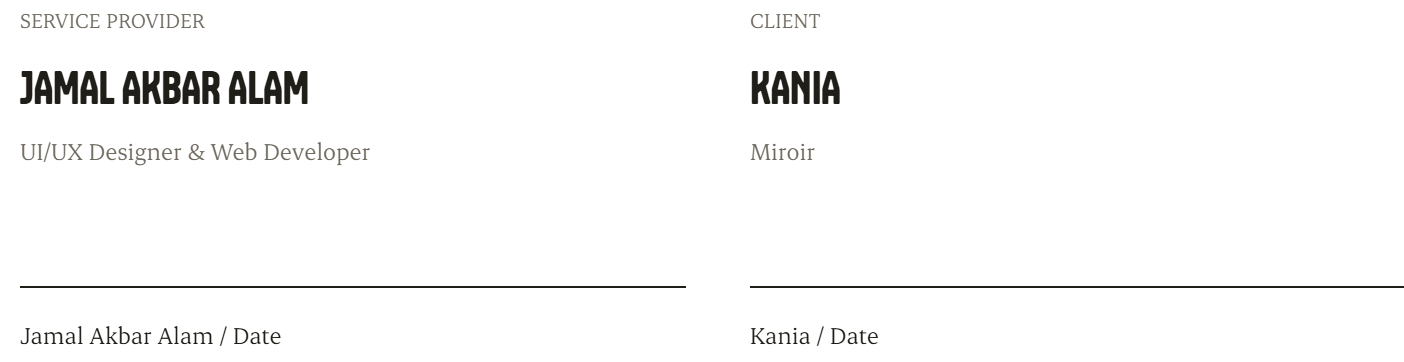 SERVICE PROVIDER
JAMAL AKBAR ALAM
UI/UX Designer & Web Developer
Jamal Akbar Alam / Date
CLIENT
KANIA
Miroir
Kania / Date